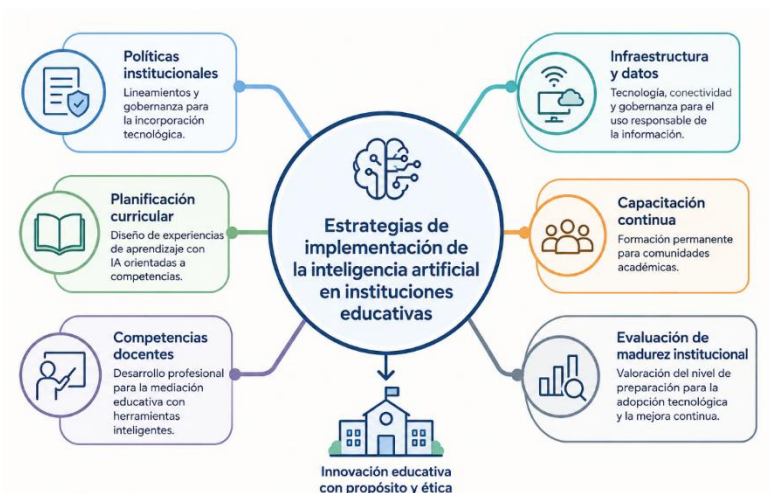 Políticas
institucionales
Lineamientos y
gobernanza para
la incorporación
tecnológica.
Infraestructura
y datos
Tecnología, conectividad
y gobernanza para el
uso responsable de
la información.
Planificación
curricular
Diseño de experiencias
de aprendizaje con
IA orientadas a
competencias.
Estrategias de
implementación de
la inteligencia artificial
en instituciones
educativas
Capacitación
continua
Formación permanente
para comunidades
académicas.
Competencias
docentes
Desarrollo profesional
para la mediación
educativa con
herramientas
inteligentes.
Evaluación de
madurez institucional
Valoración del nivel de
preparación para la
adopción tecnológica
y la mejora continua.
Innovación educativa
con propósito y ética